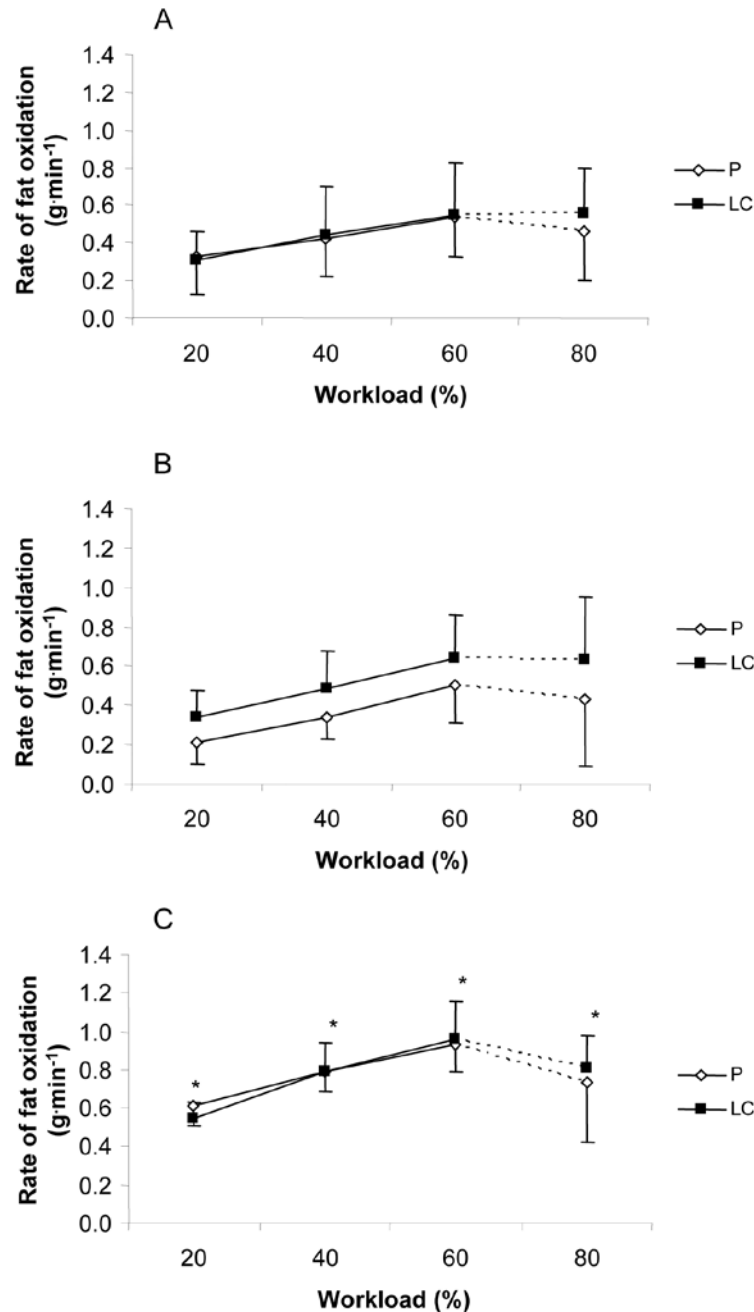 A
1.4
1.2
1.0
0.8
0.6
0.4
0.2
0.0
Rate of fat oxidation
(g·min⁻¹)
20 40 60 80
Workload (%)
P
LC
B
1.4
1.2
1.0
0.8
0.6
0.4
0.2
0.0
Rate of fat oxidation
(g·min⁻¹)
20 40 60 80
Workload (%)
P
LC
C
1.4
1.2
1.0
0.8
0.6
0.4
0.2
0.0
Rate of fat oxidation
(g·min⁻¹)
* * * *
20 40 60 80
Workload (%)
P
LC